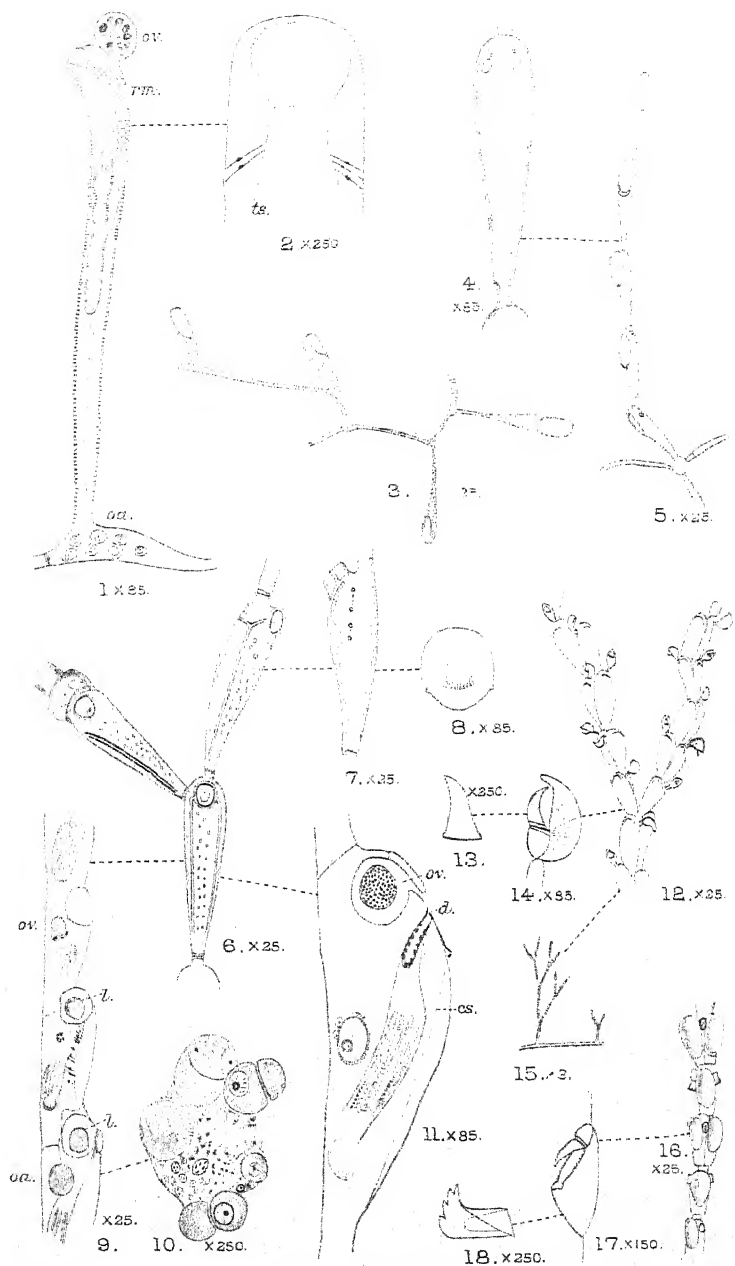 ov.
rm.
ts.
2 x250
4.
x85.
3.
5. x25.
oa.
1 x85.
8. x85.
7. x25.
x250.
13.
14. x85.
12. x25.
ov.
d.
ov.
6. x25.
l.
cs.
15.
l.
11. x85.
16.
x25.
oa.
x25.
9. 10. x250.
18. x250.
17. x150.